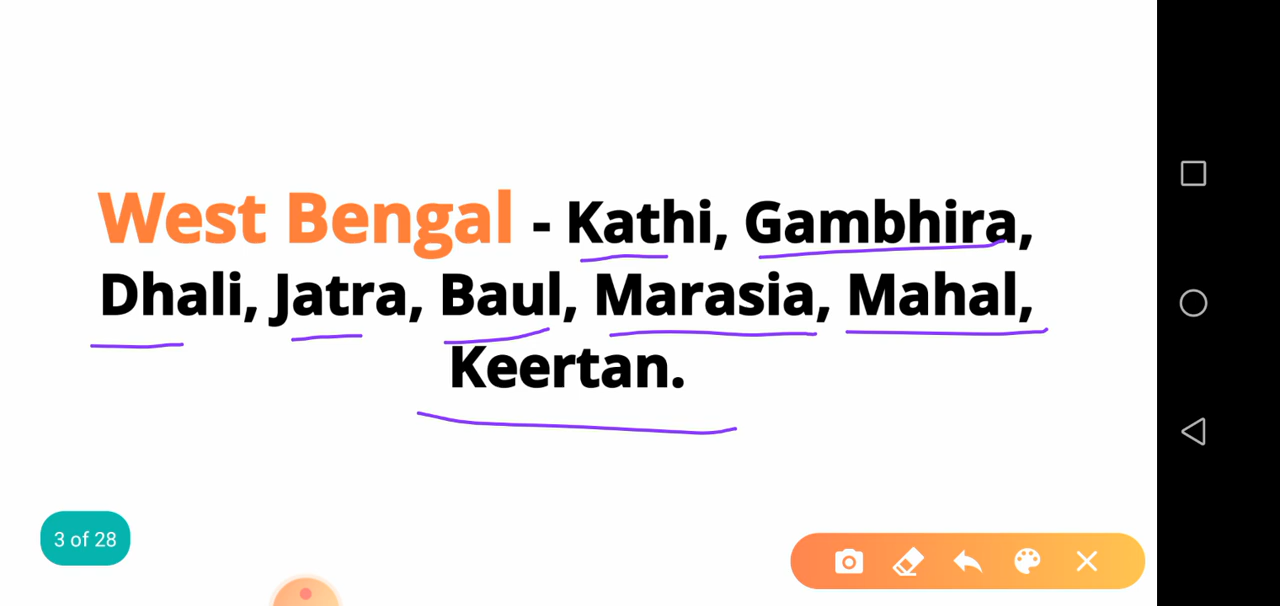 West Bengal - Kathi, Gambhira,
Dhali, Jatra, Baul, Marasia, Mahal,
Keertan.
3 of 28